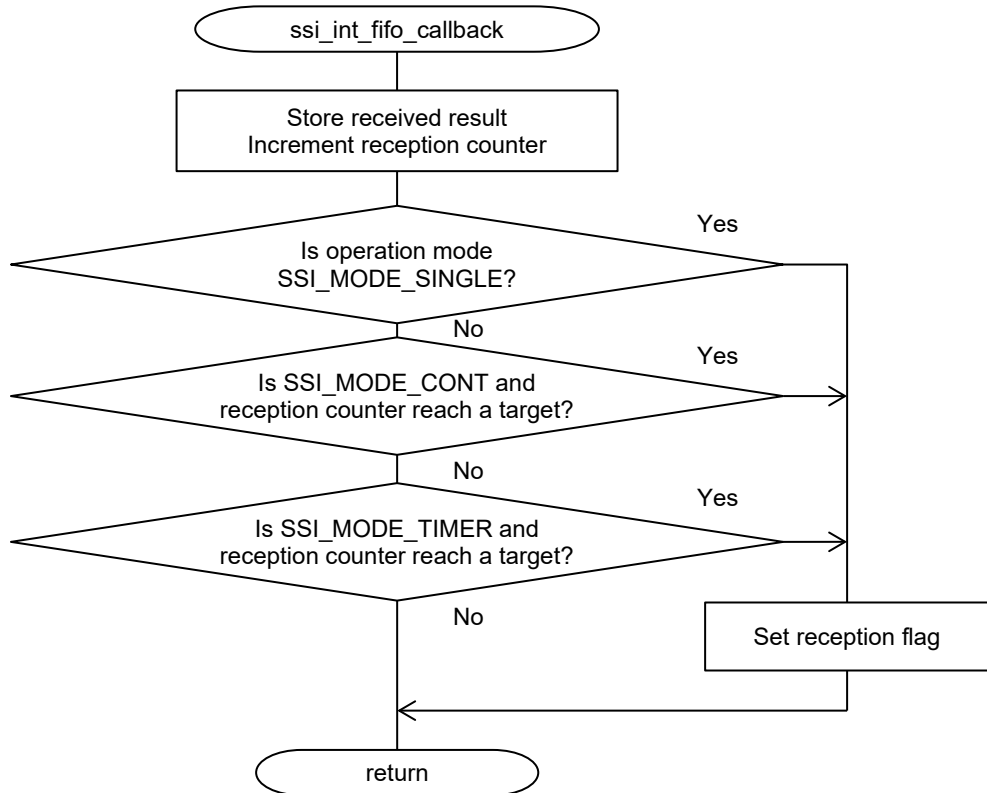 ssi_int_fifo_callback
Store received result
Increment reception counter
Yes
Is operation mode
SSI_MODE_SINGLE?
No
Yes
Is SSI_MODE_CONT and
reception counter reach a target?
No
Yes
Is SSI_MODE_TIMER and
reception counter reach a target?
No
Set reception flag
return